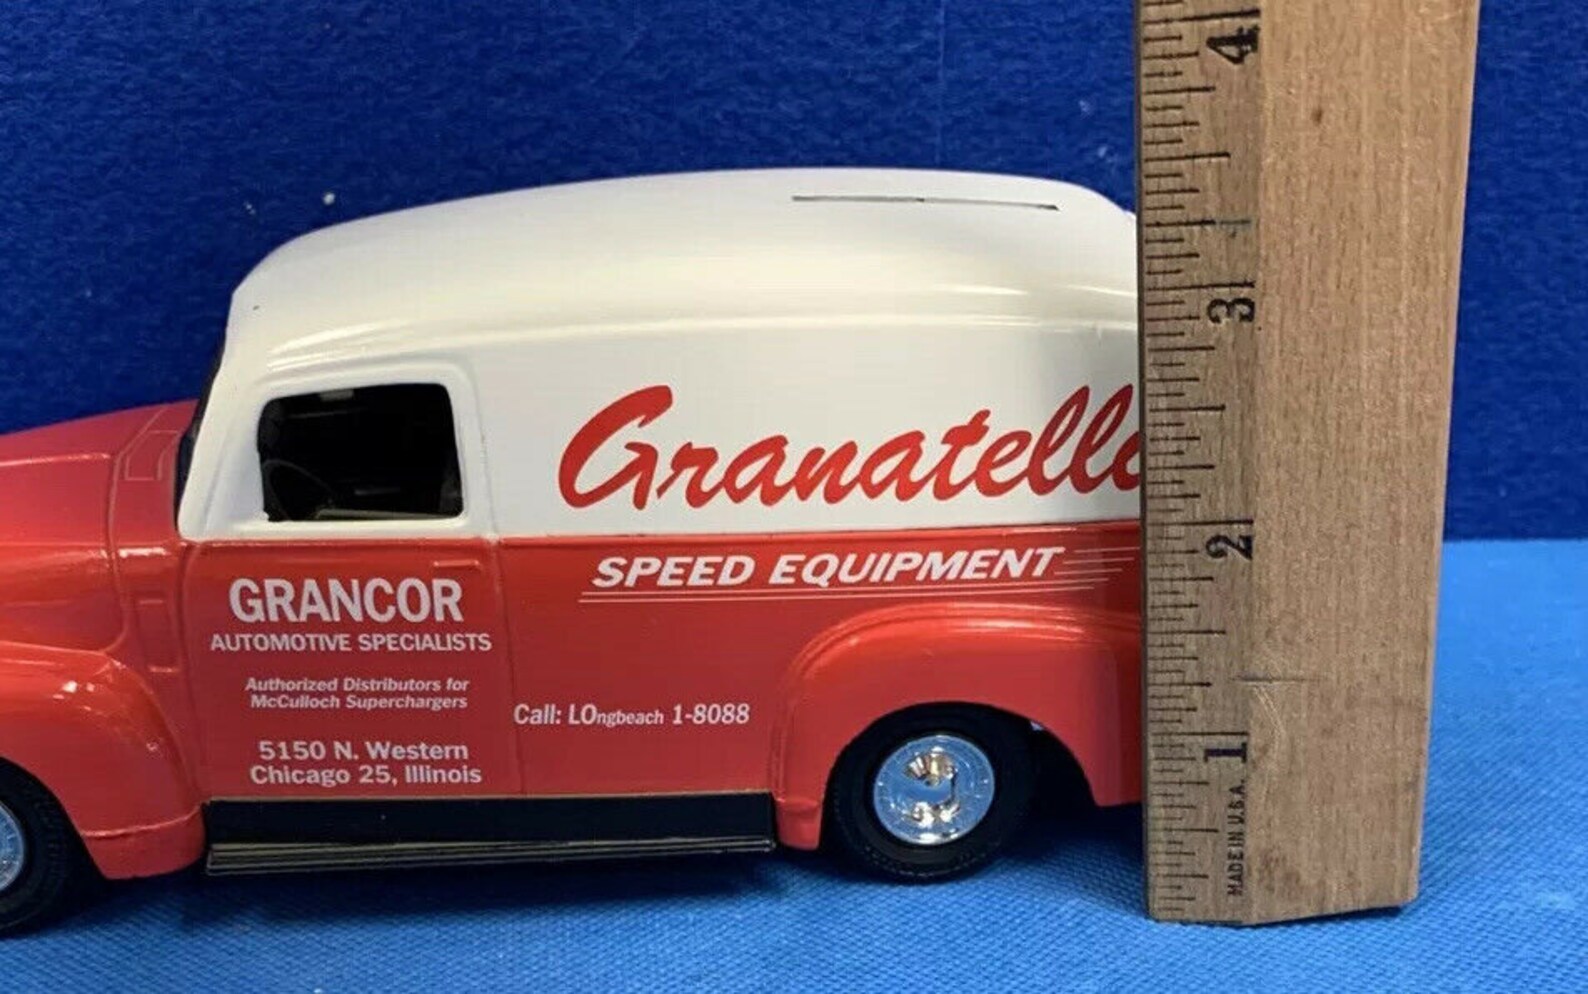 Granatell
SPEED EQUIPMENT
GRANCOR
AUTOMOTIVE SPECIALISTS
Authorized Distributors for
McCulloch Superchargers
5150 N. Western
Chicago 25, Illinois
Call: LOngbeach 1-8088
4
3
2
1
MADE IN U.S.A.